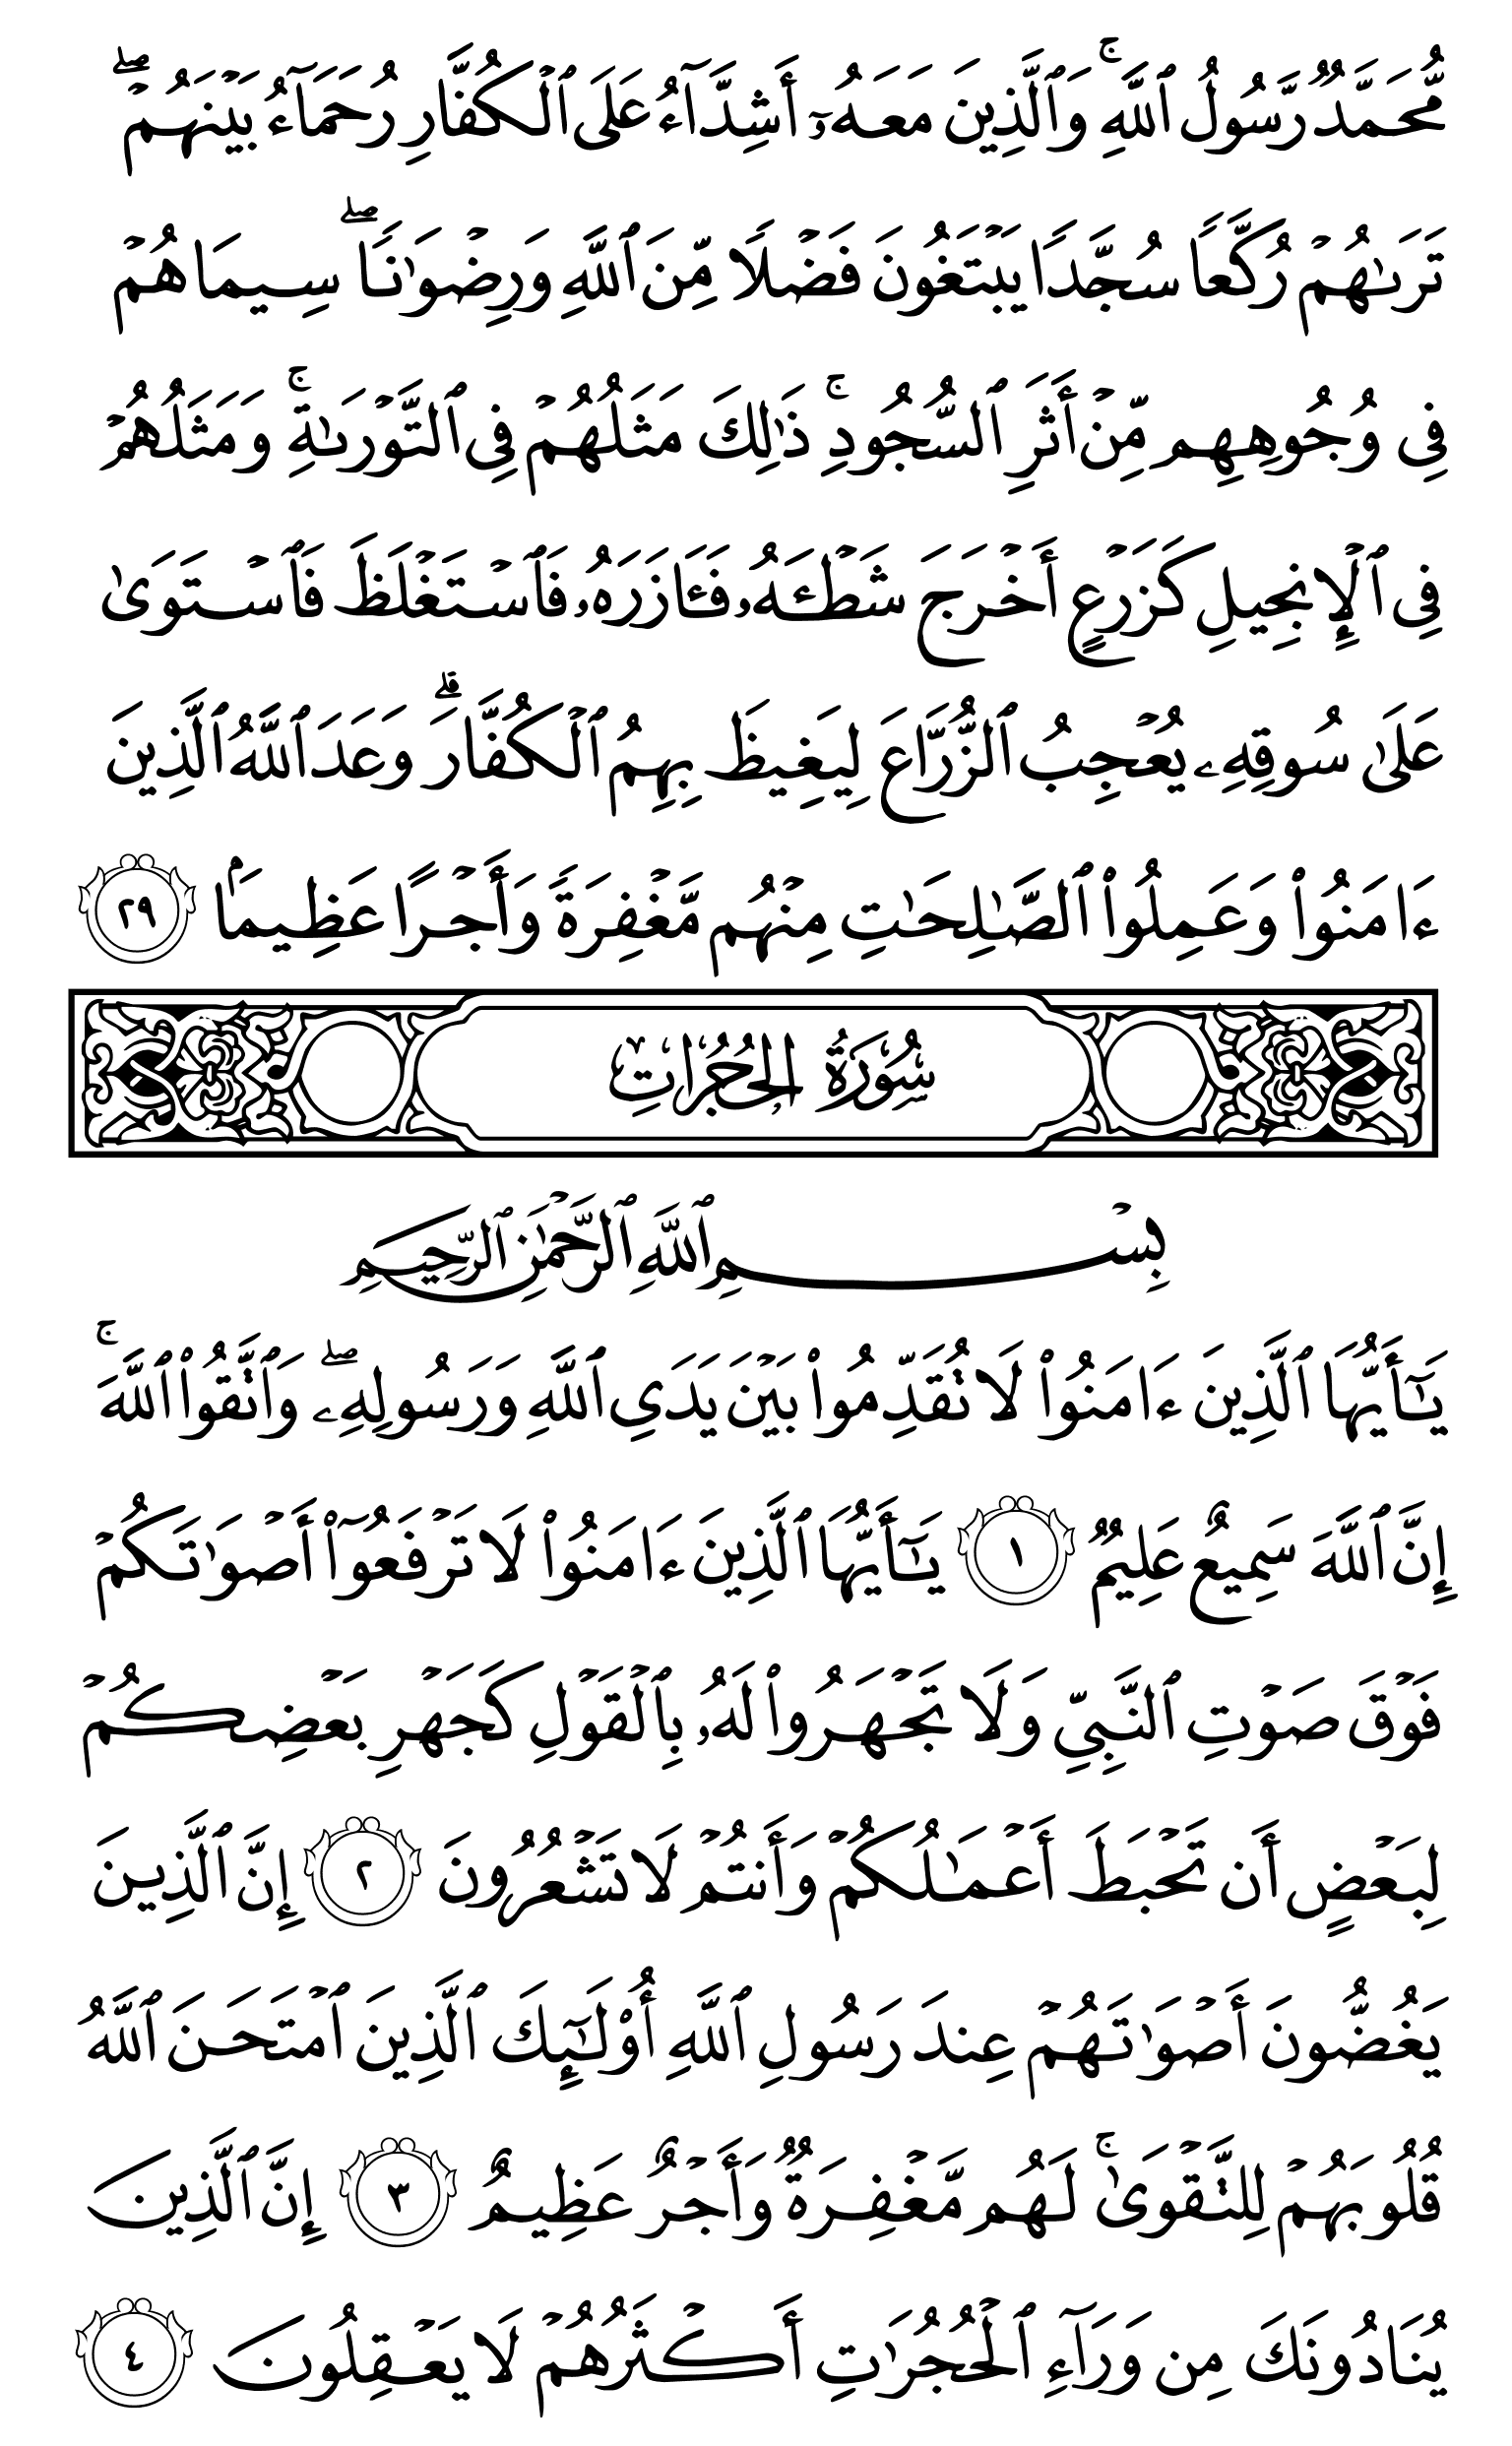 مُّحَمَّدٌ رَّسُولُ ٱللَّهِۚ وَٱلَّذِينَ مَعَهُۥٓ أَشِدَّآءُ عَلَى ٱلۡكُفَّارِ رُحَمَآءُ بَيۡنَهُمۡۖ
تَرَىٰهُمۡ رُكَّعٗا سُجَّدٗا يَبۡتَغُونَ فَضۡلٗا مِّنَ ٱللَّهِ وَرِضۡوَٰنٗاۖ سِيمَاهُمۡ
فِي وُجُوهِهِم مِّنۡ أَثَرِ ٱلسُّجُودِۚ ذَٰلِكَ مَثَلُهُمۡ فِي ٱلتَّوۡرَىٰةِۚ وَمَثَلُهُمۡ
فِي ٱلۡإِنجِيلِ كَزَرۡعٍ أَخۡرَجَ شَطۡـَٔهُۥ فَـَٔازَرَهُۥ فَٱسۡتَغۡلَظَ فَٱسۡتَوَىٰ
عَلَىٰ سُوقِهِۦ يُعۡجِبُ ٱلزُّرَّاعَ لِيَغِيظَ بِهِمُ ٱلۡكُفَّارَۗ وَعَدَ ٱللَّهُ ٱلَّذِينَ
ءَامَنُواْ وَعَمِلُواْ ٱلصَّٰلِحَٰتِ مِنۡهُم مَّغۡفِرَةٗ وَأَجۡرًا عَظِيمَۢا ٢٩
سُورَةُ الحُجُرَاتِ
بِسۡمِ ٱللَّهِ ٱلرَّحۡمَٰنِ ٱلرَّحِيمِ
يَٰٓأَيُّهَا ٱلَّذِينَ ءَامَنُواْ لَا تُقَدِّمُواْ بَيۡنَ يَدَيِ ٱللَّهِ وَرَسُولِهِۦۖ وَٱتَّقُواْ ٱللَّهَۚ
إِنَّ ٱللَّهَ سَمِيعٌ عَلِيمٞ ١ يَٰٓأَيُّهَا ٱلَّذِينَ ءَامَنُواْ لَا تَرۡفَعُوٓاْ أَصۡوَٰتَكُمۡ
فَوۡقَ صَوۡتِ ٱلنَّبِيِّ وَلَا تَجۡهَرُواْ لَهُۥ بِٱلۡقَوۡلِ كَجَهۡرِ بَعۡضِكُمۡ
لِبَعۡضٍ أَن تَحۡبَطَ أَعۡمَٰلُكُمۡ وَأَنتُمۡ لَا تَشۡعُرُونَ ٢ إِنَّ ٱلَّذِينَ
يَغُضُّونَ أَصۡوَٰتَهُمۡ عِندَ رَسُولِ ٱللَّهِ أُوْلَٰٓئِكَ ٱلَّذِينَ ٱمۡتَحَنَ ٱللَّهُ
قُلُوبَهُمۡ لِلتَّقۡوَىٰۚ لَهُم مَّغۡفِرَةٞ وَأَجۡرٌ عَظِيمٌ ٣ إِنَّ ٱلَّذِينَ
يُنَادُونَكَ مِن وَرَآءِ ٱلۡحُجُرَٰتِ أَكۡثَرُهُمۡ لَا يَعۡقِلُونَ ٤